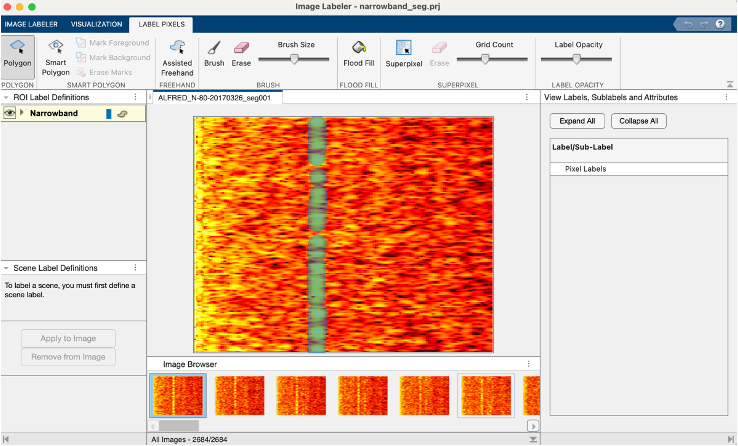 Image Labeler - narrowband_seg.prj
IMAGE LABELER VISUALIZATION LABEL PIXELS
Polygon
Smart Polygon
Mark Foreground
Mark Background
Erase Marks
Assisted Freehand
Brush
Erase
Brush Size
Flood Fill
Superpixel
Erase
Grid Count
Label Opacity
POLYGON SMART POLYGON FREEHAND BRUSH FLOOD FILL SUPERPIXEL LABEL OPACITY
ROI Label Definitions
Narrowband
Scene Label Definitions
To label a scene, you must first define a
scene label.
Apply to Image
Remove from Image
ALFRED_N-80-20170326_seg001
Image Browser
All Images - 2684/2684
View Labels, Sublabels and Attributes
Expand All Collapse All
Label/Sub-Label
Pixel Labels